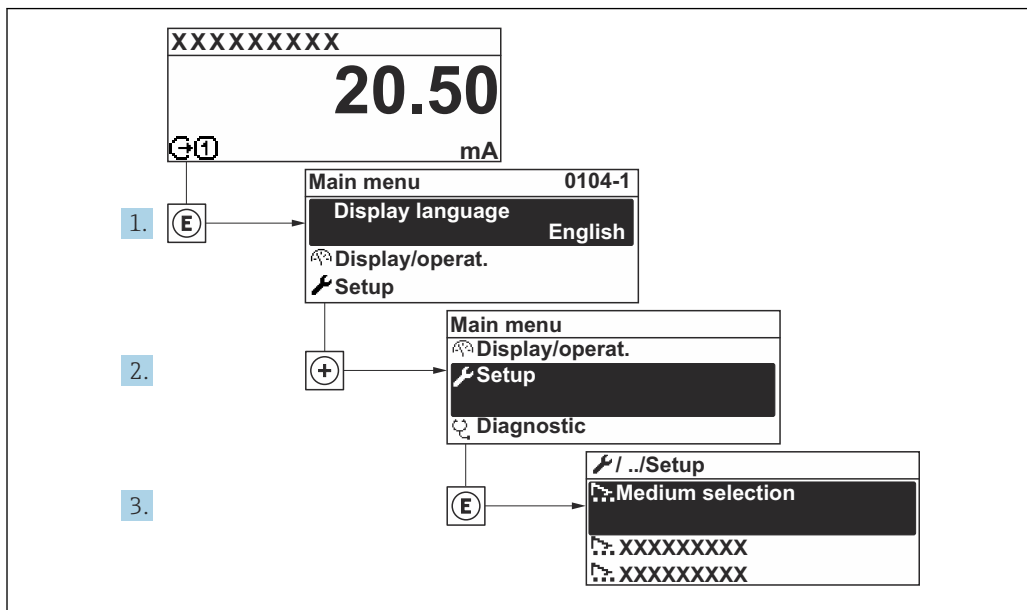 XXXXXXXXX
20.50
1
mA
Main menu 0104-1
1. E
Display language
English
Display/operat.
Setup
Main menu
2. +
Display/operat.
Setup
Diagnostic
/ ../Setup
3. E
Medium selection
XXXXXXXXX
XXXXXXXXX